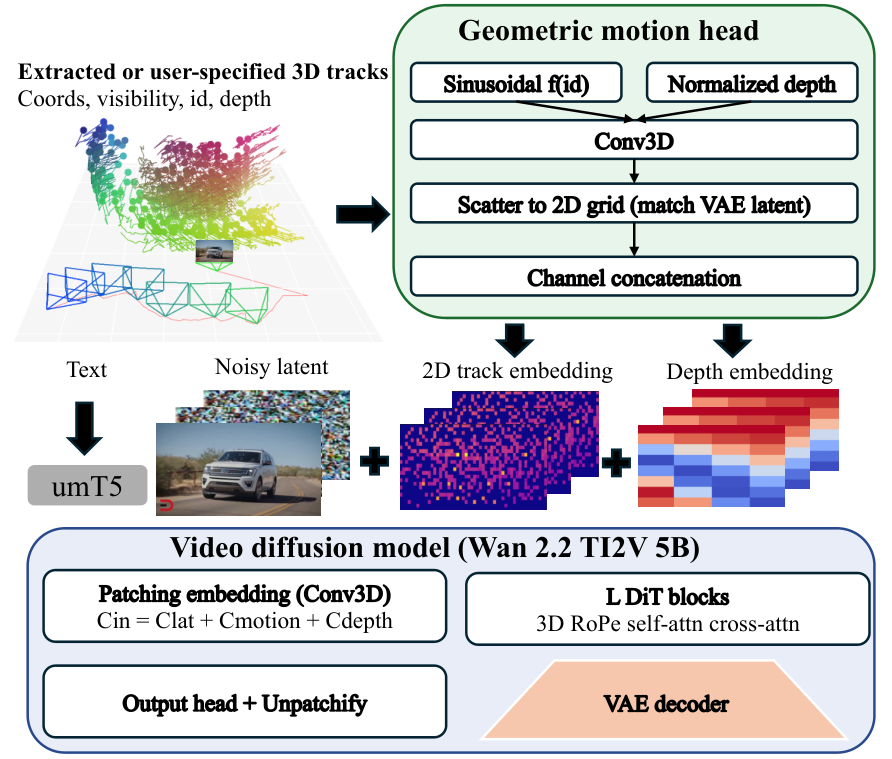 Geometric motion head
Extracted or user-specified 3D tracks
Coords, visibility, id, depth
Sinusoidal f(id)
Normalized depth
Conv3D
Scatter to 2D grid (match VAE latent)
Channel concatenation
Text
Noisy latent
2D track embedding
Depth embedding
umT5
Video diffusion model (Wan 2.2 TI2V 5B)
Patching embedding (Conv3D)
Cin = Clat + Cmotion + Cdepth
L DiT blocks
3D RoPe self-attn cross-attn
Output head + Unpatchify
VAE decoder